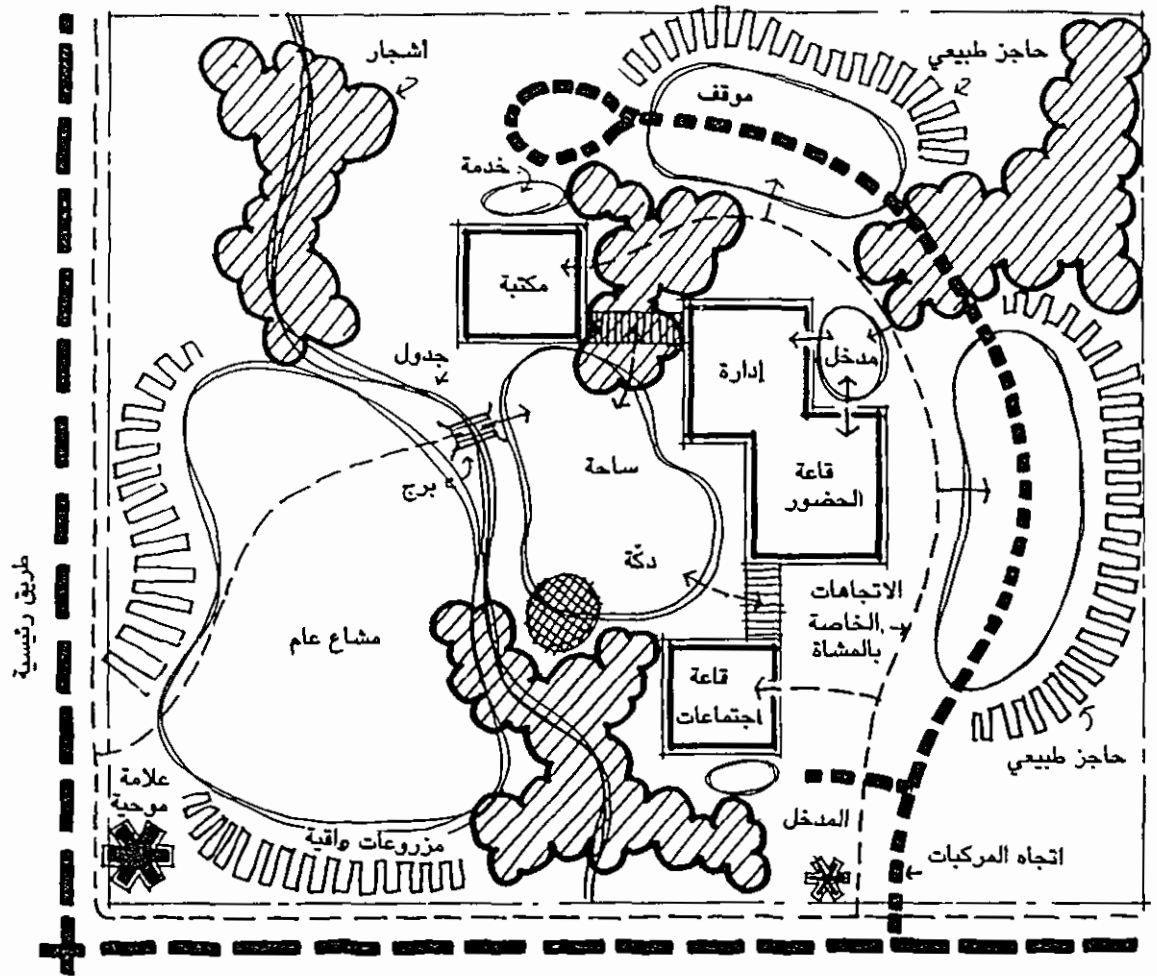 أشجار
حاجز طبيعي
موقف
خدمة
مكتبة
جدول
إدارة
مدخل
برج
ساحة
قاعة
الحضور
دكّة
الاتجاهات
الخاصة
بالمشاة
طريق رئيسية
مشاع عام
قاعة
اجتماعات
حاجز طبيعي
علامة
موحية
مزروعات واقية
المدخل
اتجاه المركبات